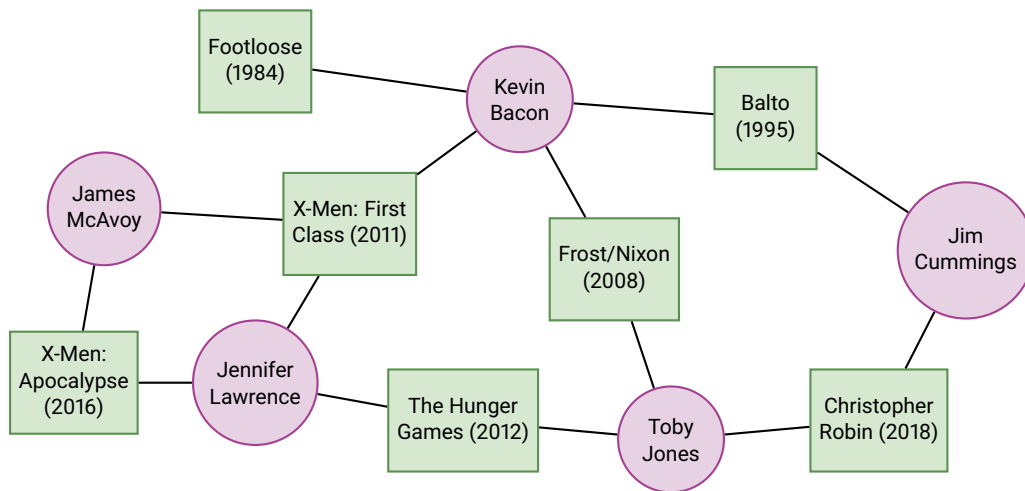 Footloose
(1984)
Kevin
Bacon
Balto
(1995)
James
McAvoy
X-Men: First
Class (2011)
Frost/Nixon
(2008)
Jim
Cummings
X-Men:
Apocalypse
(2016)
Jennifer
Lawrence
The Hunger
Games (2012)
Toby
Jones
Christopher
Robin (2018)